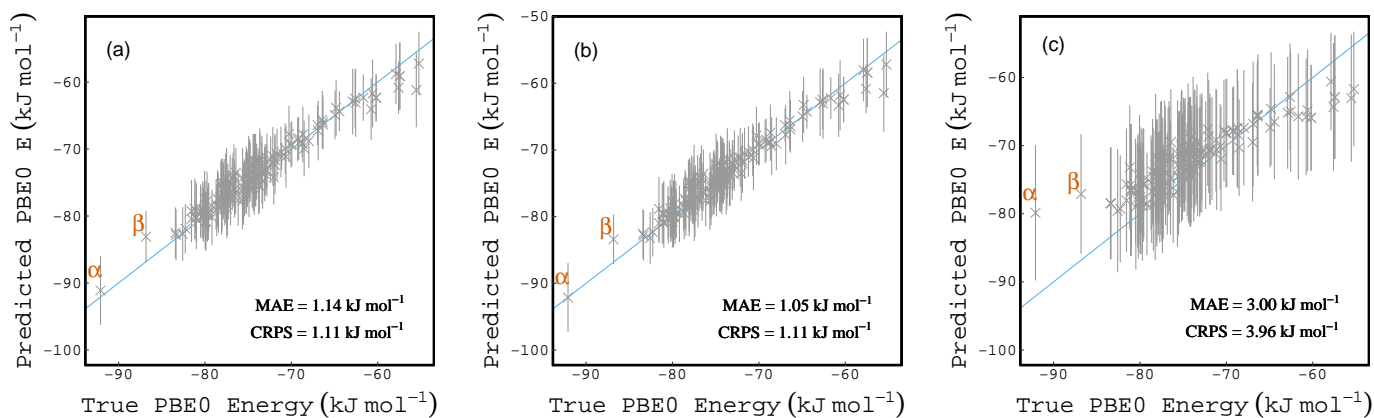 (a)
Predicted PBE0 E (kJ mol⁻¹)
−60
−70
−80
−90
−100
β
α
MAE = 1.14 kJ mol⁻¹
CRPS = 1.11 kJ mol⁻¹
−90 −80 −70 −60
True PBE0 Energy (kJ mol⁻¹)
(b)
Predicted PBE0 E (kJ mol⁻¹)
−50
−60
−70
−80
−90
−100
β
α
MAE = 1.05 kJ mol⁻¹
CRPS = 1.11 kJ mol⁻¹
−90 −80 −70 −60
True PBE0 Energy (kJ mol⁻¹)
(c)
Predicted PBE0 E (kJ mol⁻¹)
−60
−70
−80
−90
−100
α
β
MAE = 3.00 kJ mol⁻¹
CRPS = 3.96 kJ mol⁻¹
−90 −80 −70 −60
True PBE0 Energy (kJ mol⁻¹)